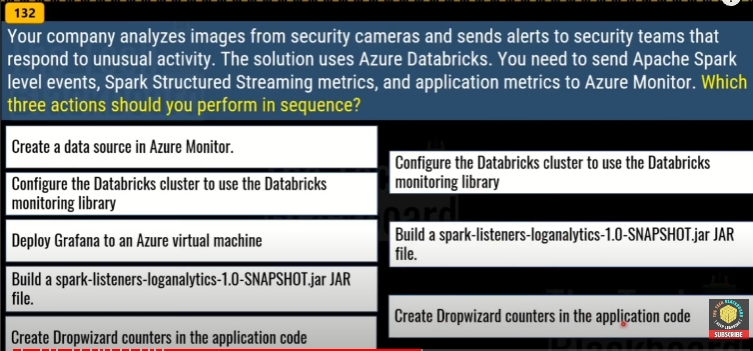 132
Your company analyzes images from security cameras and sends alerts to security teams that
respond to unusual activity. The solution uses Azure Databricks. You need to send Apache Spark
level events, Spark Structured Streaming metrics, and application metrics to Azure Monitor. Which
three actions should you perform in sequence?
Create a data source in Azure Monitor.
Configure the Databricks cluster to use the Databricks
monitoring library
Deploy Grafana to an Azure virtual machine
Build a spark-listeners-loganalytics-1.0-SNAPSHOT.jar JAR
file.
Create Dropwizard counters in the application code
Configure the Databricks cluster to use the Databricks
monitoring library
Build a spark-listeners-loganalytics-1.0-SNAPSHOT.jar JAR
file.
Create Dropwizard counters in the application code
SUBSCRIBE